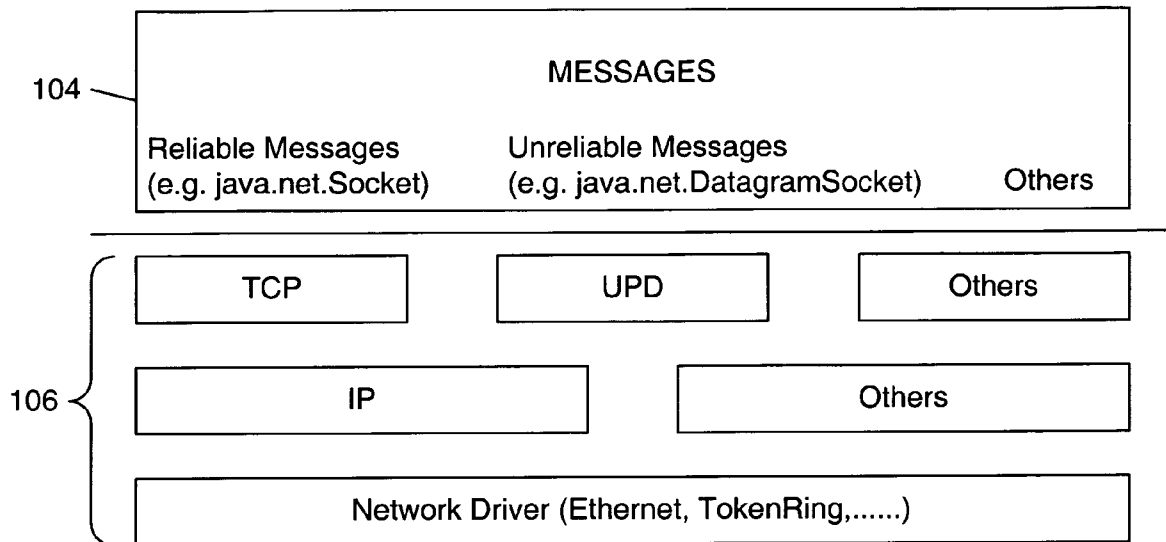 MESSAGES
104
Reliable Messages
(e.g. java.net.Socket)
Unreliable Messages
(e.g. java.net.DatagramSocket)
Others
TCP
UPD
Others
106
IP
Others
Network Driver (Ethernet, TokenRing,......)